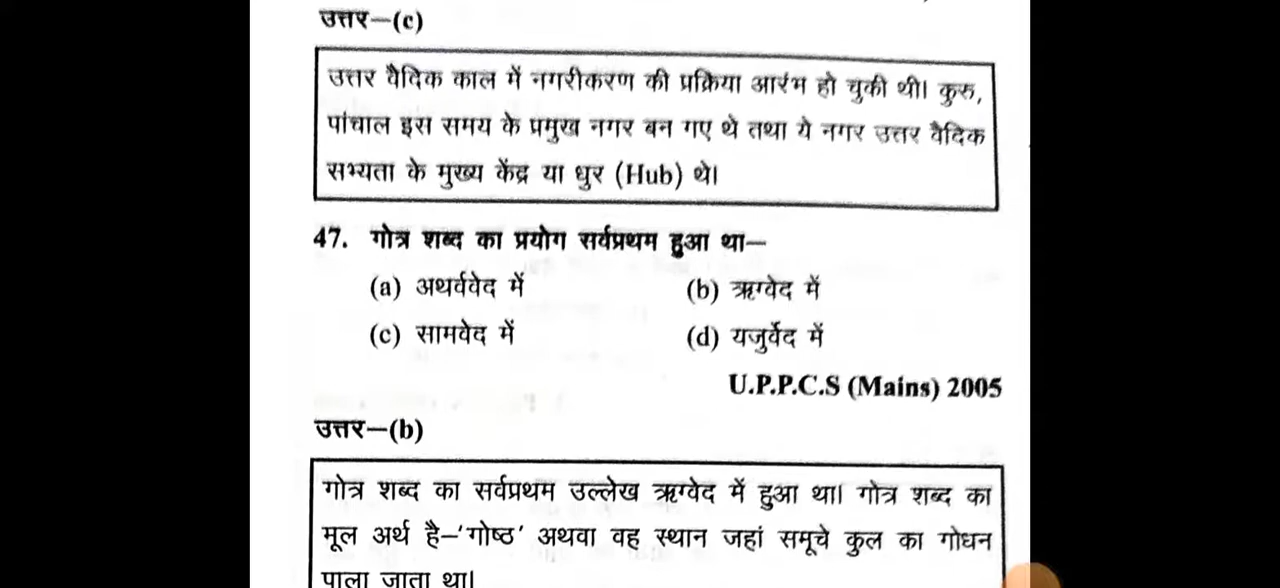 उत्तर–(c)
उत्तर वैदिक काल में नगरीकरण की प्रक्रिया आरंभ हो चुकी थी। कुरु,
पांचाल इस समय के प्रमुख नगर बन गए थे तथा ये नगर उत्तर वैदिक
सभ्यता के मुख्य केंद्र या धुर (Hub) थे।
47. गोत्र शब्द का प्रयोग सर्वप्रथम हुआ था–
(a) अथर्ववेद में (b) ऋग्वेद में
(c) सामवेद में (d) यजुर्वेद में
U.P.P.C.S (Mains) 2005
उत्तर–(b)
गोत्र शब्द का सर्वप्रथम उल्लेख ऋग्वेद में हुआ था। गोत्र शब्द का
मूल अर्थ है–‘गोष्ठ’ अथवा वह स्थान जहां समूचे कुल का गोधन
पाला जाता था।